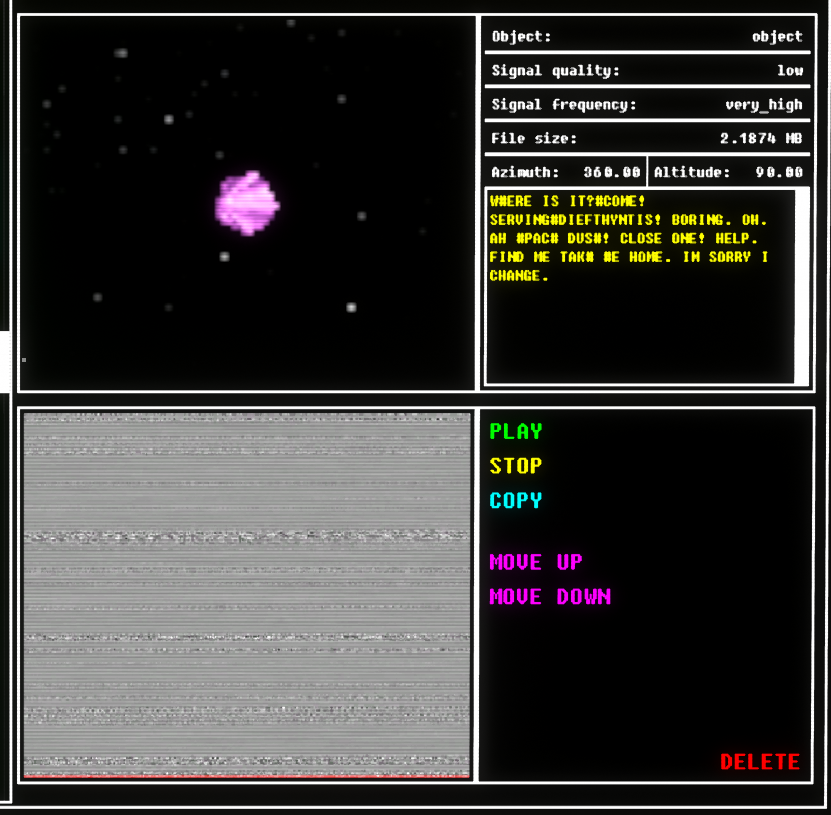 Object: object
Signal quality: low
Signal frequency: very_high
File size: 2.1874 MB
Azimuth: 360.00 Altitude: 90.00
W#ERE IS IT?#COME!
SERVING#DIEFTHYNTIS! BORING. OH.
AH #PAC# DUS#! CLOSE ONE! HELP.
FIND ME TAK# #E HOME. IM SORRY I
CHANGE.
PLAY
STOP
COPY
MOVE UP
MOVE DOWN
DELETE